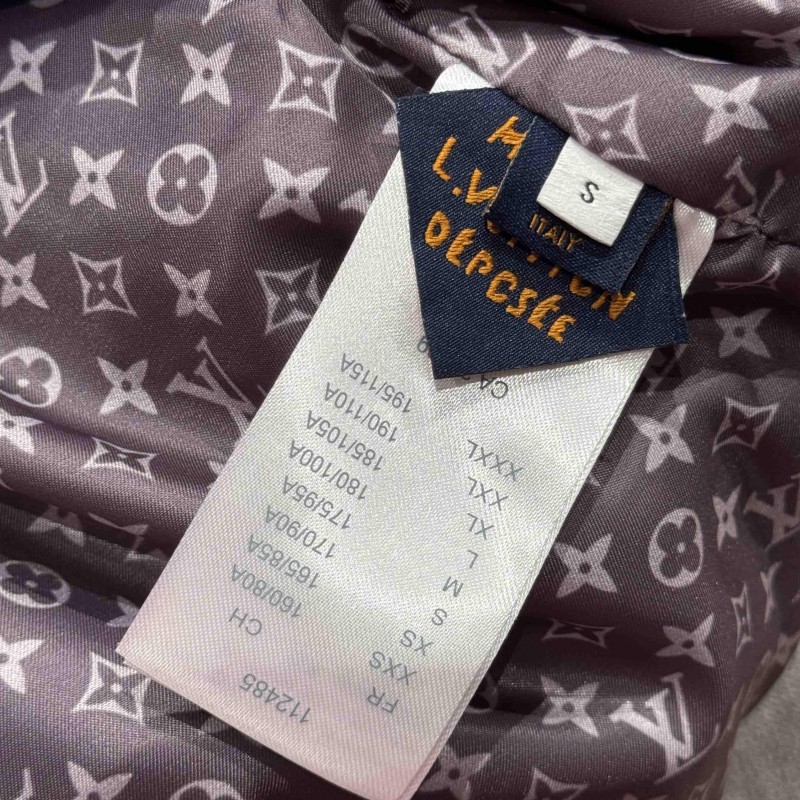 L.V
DÉPOSÉE
S
ITALY
112485
FR CH
XXS 160/80A
XS 165/85A
S 170/90A
M 175/95A
L 180/100A
XL 185/105A
XXL 190/110A
XXXL 195/115A
CA